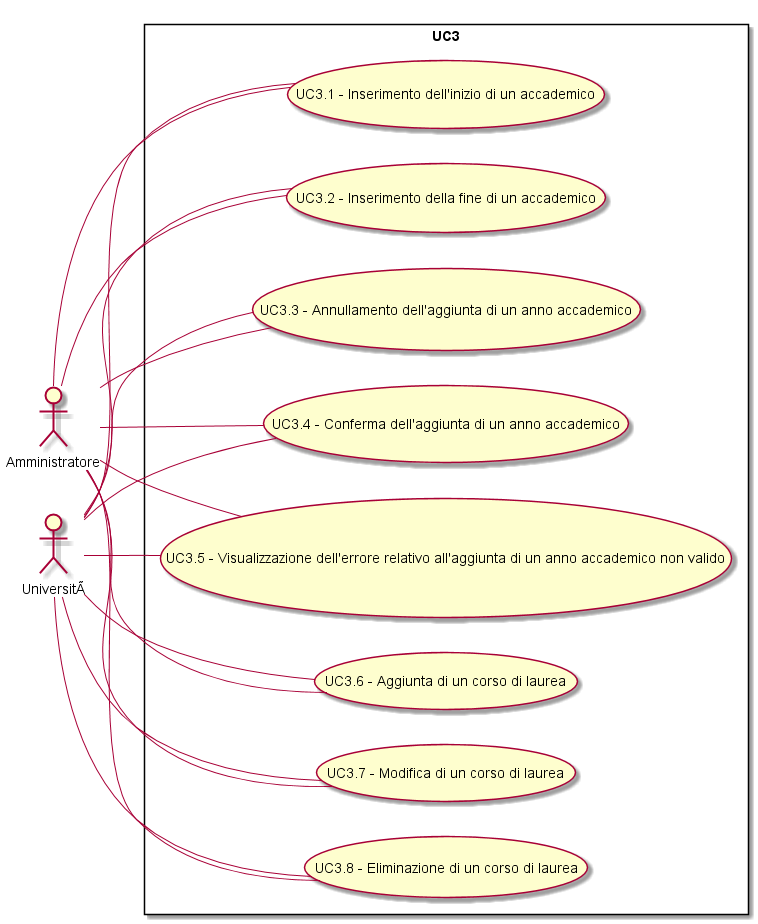 UC3
UC3.1 - Inserimento dell'inizio di un accademico
UC3.2 - Inserimento della fine di un accademico
UC3.3 - Annullamento dell'aggiunta di un anno accademico
UC3.4 - Conferma dell'aggiunta di un anno accademico
Amministratore
UC3.5 - Visualizzazione dell'errore relativo all'aggiunta di un anno accademico non valido
UniversitÃ
UC3.6 - Aggiunta di un corso di laurea
UC3.7 - Modifica di un corso di laurea
UC3.8 - Eliminazione di un corso di laurea